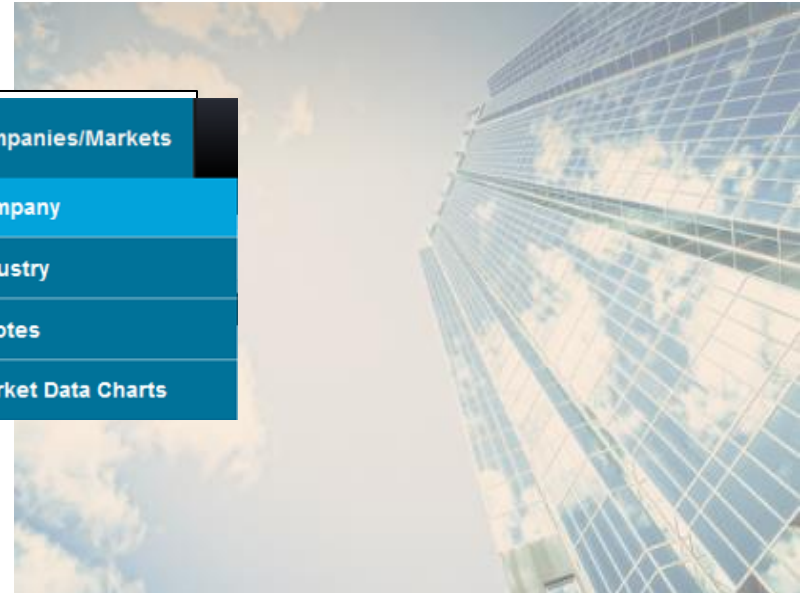 mpanies/Markets
mpany
ustry
otes
rket Data Charts